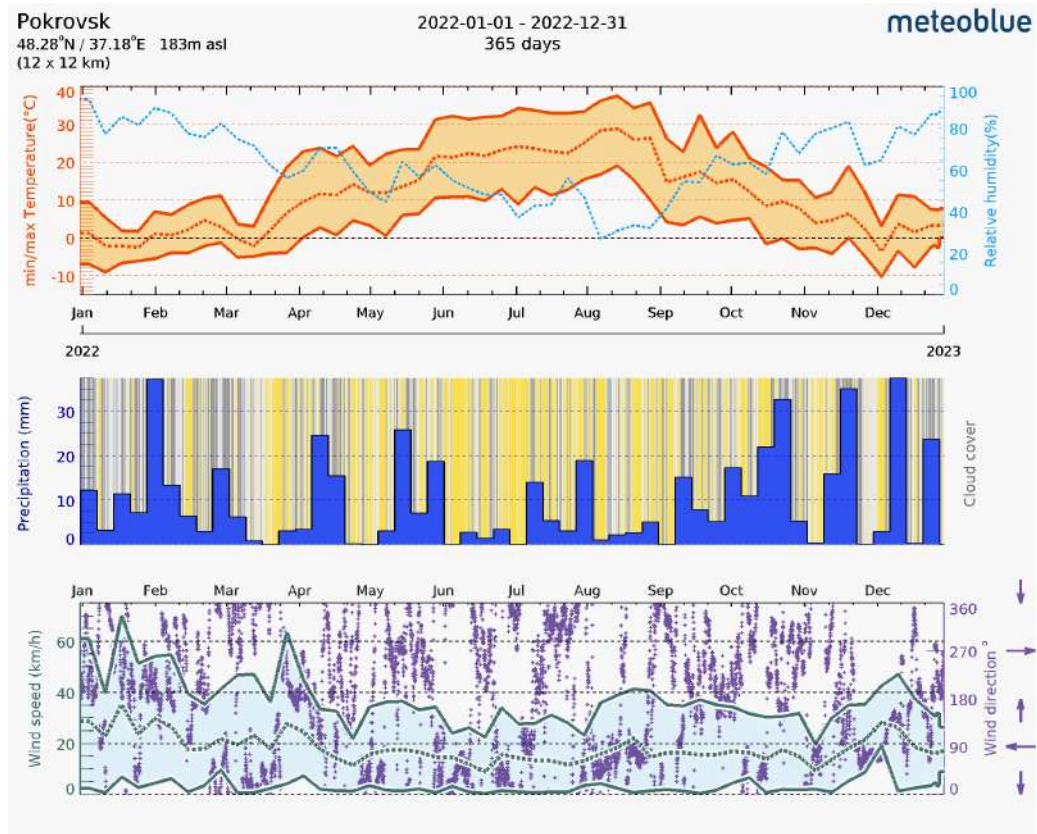 Pokrovsk
2022-01-01 - 2022-12-31
meteoblue
48.28°N / 37.18°E 183m asl
365 days
(12 x 12 km)
min/max Temperature(°C)
40
30
20
10
0
-10
100
80
60
40
20
0
Relative humidity(%)
Jan Feb Mar Apr May Jun Jul Aug Sep Oct Nov Dec
2022 2023
Precipitation (mm)
30
20
10
0
Cloud cover
Jan Feb Mar Apr May Jun Jul Aug Sep Oct Nov Dec
Wind speed (km/h)
60
40
20
0
360
270
180
90
0
Wind direction°